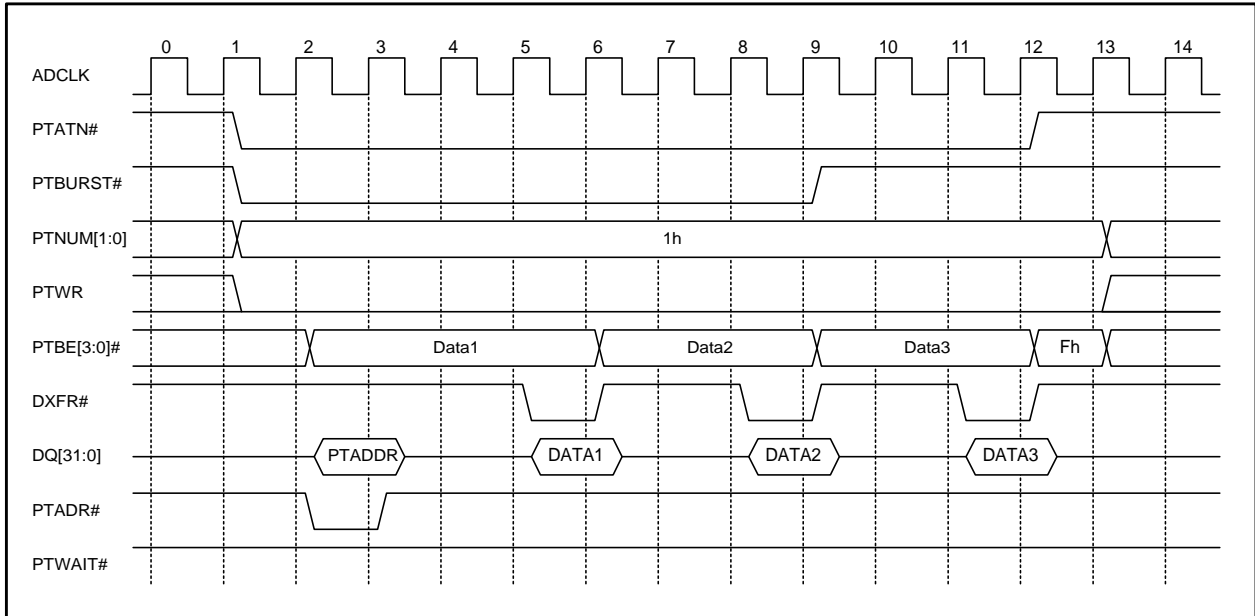 0 1 2 3 4 5 6 7 8 9 10 11 12 13 14
ADCLK
PTATN#
PTBURST#
PTNUM[1:0] 1h
PTWR
PTBE[3:0]# Data1 Data2 Data3 Fh
DXFR#
DQ[31:0] PTADDR DATA1 DATA2 DATA3
PTADR#
PTWAIT#